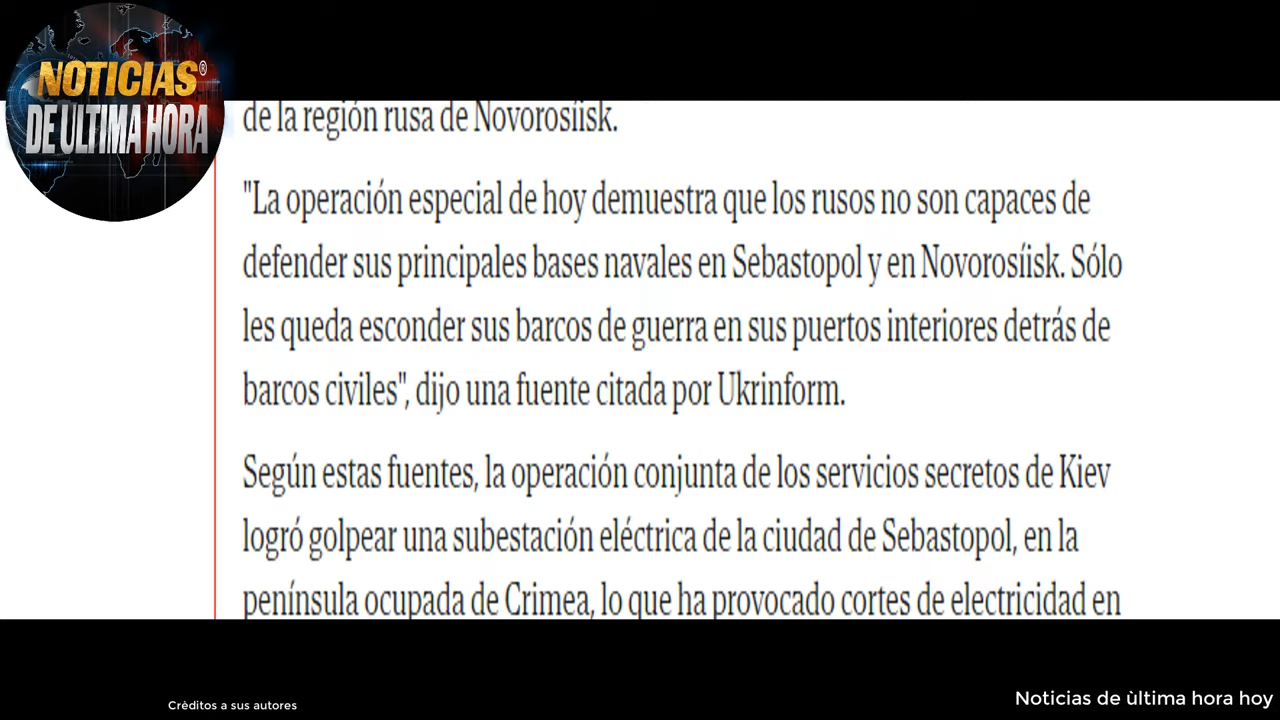 NOTICIAS®
DE ULTIMA HORA
de la región rusa de Novorosíisk.
"La operación especial de hoy demuestra que los rusos no son capaces de
defender sus principales bases navales en Sebastopol y en Novorosíisk. Sólo
les queda esconder sus barcos de guerra en sus puertos interiores detrás de
barcos civiles", dijo una fuente citada por Ukrinform.
Según estas fuentes, la operación conjunta de los servicios secretos de Kiev
logró golpear una subestación eléctrica de la ciudad de Sebastopol, en la
península ocupada de Crimea, lo que ha provocado cortes de electricidad en
Crèditos a sus autores
Noticias de ùltima hora hoy